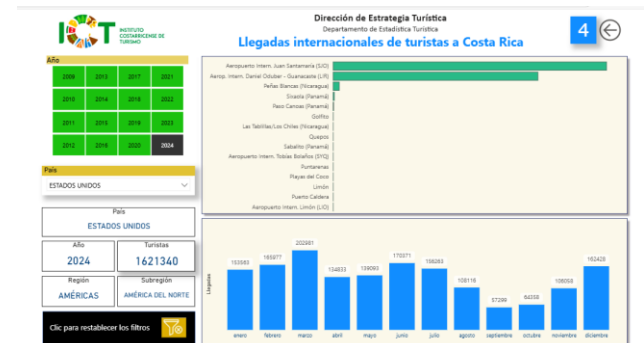 ICT
INSTITUTO
COSTARRICENSE DE
TURISMO
Dirección de Estrategia Turística
Departamento de Estadística Turística
Llegadas internacionales de turistas a Costa Rica
4
Año
2009 2013 2017 2021
2010 2014 2018 2022
2011 2015 2019 2023
2012 2016 2020 2024
País
ESTADOS UNIDOS
País
ESTADOS UNIDOS
Año
2024
Turistas
1621340
Región
AMÉRICAS
Subregión
AMÉRICA DEL NORTE
Clic para restablecer los filtros
Aeropuerto Intern. Juan Santamaría (SJO)
Aerop. Intern. Daniel Oduber - Guanacaste (LIR)
Peñas Blancas (Nicaragua)
Sixaola (Panamá)
Paso Canoas (Panamá)
Golfito
Las Tablillas/Los Chiles (Nicaragua)
Quepos
Sabalito (Panamá)
Aeropuerto Intern. Tobías Bolaños (SYQ)
Puntarenas
Playas del Coco
Limón
Puerto Caldera
Aeropuerto Intern. Limón (LIO)
Llegadas
202981
134833
139093
170371
108118
57299
64358
109059
162428
enero febrero marzo abril mayo junio julio agosto septiembre octubre noviembre diciembre